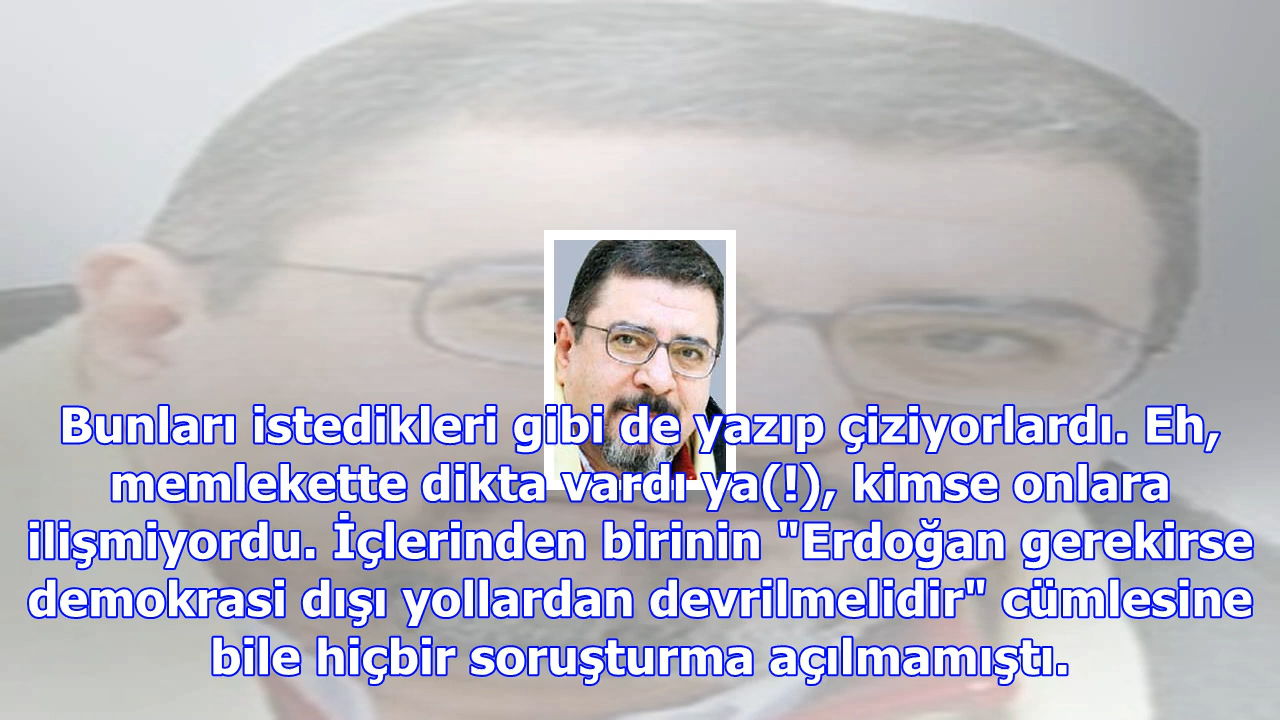 Bunları istedikleri gibi de yazıp çiziyorlardı. Eh,
memlekette dikta vardı ya(!), kimse onlara
ilişmiyordu. İçlerinden birinin "Erdoğan gerekirse
demokrasi dışı yollardan devrilmelidir" cümlesine
bile hiçbir soruşturma açılmamıştı.